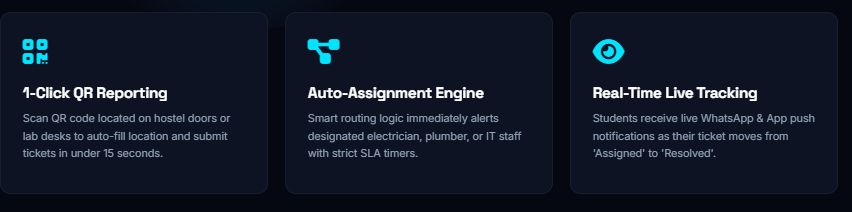 1-Click QR Reporting
Scan QR code located on hostel doors or
lab desks to auto-fill location and submit
tickets in under 15 seconds.
Auto-Assignment Engine
Smart routing logic immediately alerts
designated electrician, plumber, or IT staff
with strict SLA timers.
Real-Time Live Tracking
Students receive live WhatsApp & App push
notifications as their ticket moves from
'Assigned' to 'Resolved'.